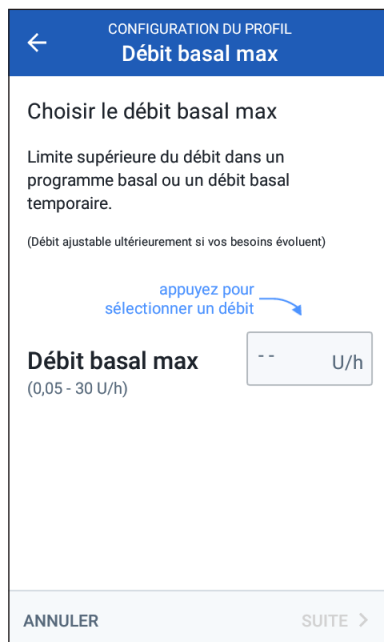 CONFIGURATION DU PROFIL
Débit basal max
Choisir le débit basal max
Limite supérieure du débit dans un
programme basal ou un débit basal
temporaire.
(Débit ajustable ultérieurement si vos besoins évoluent)
appuyez pour
sélectionner un débit
Débit basal max
-- U/h
(0,05 - 30 U/h)
ANNULER
SUITE